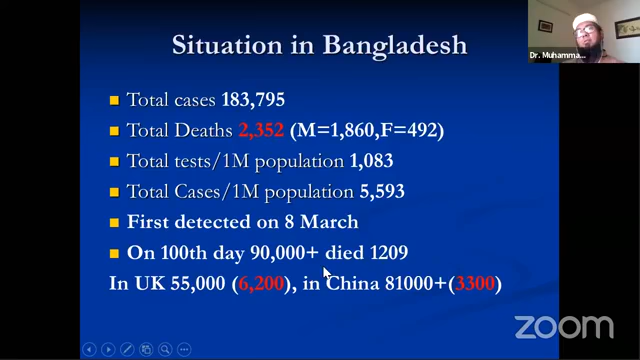 Situation in Bangladesh
Total cases 183,795
Total Deaths 2,352 (M=1,860,F=492)
Total tests/1M population 1,083
Total Cases/1M population 5,593
First detected on 8 March
On 100th day 90,000+ died 1209
In UK 55,000 (6,200), in China 81000+(3300)
Dr. Muhamma...
zoom